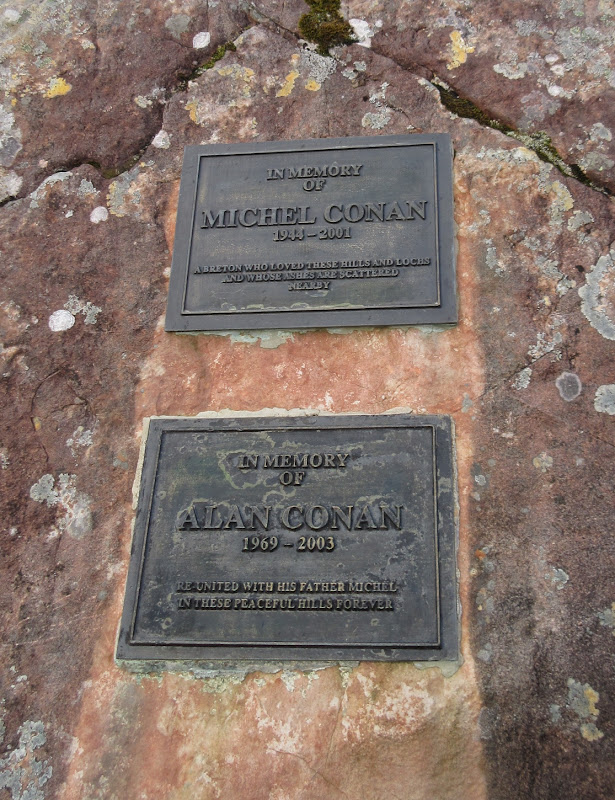 IN MEMORY
OF
MICHEL CONAN
1944 – 2001
A BRETON WHO LOVED THESE HILLS AND LOCHS
AND WHOSE ASHES ARE SCATTERED
NEARBY
IN MEMORY
OF
ALAN CONAN
1969 – 2003
RE-UNITED WITH HIS FATHER MICHEL
IN THESE PEACEFUL HILLS FOREVER